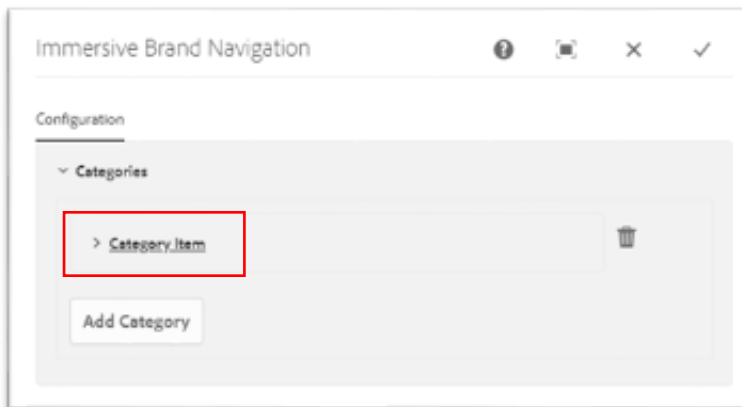 Immersive Brand Navigation
Configuration
Categories
Category Item
Add Category